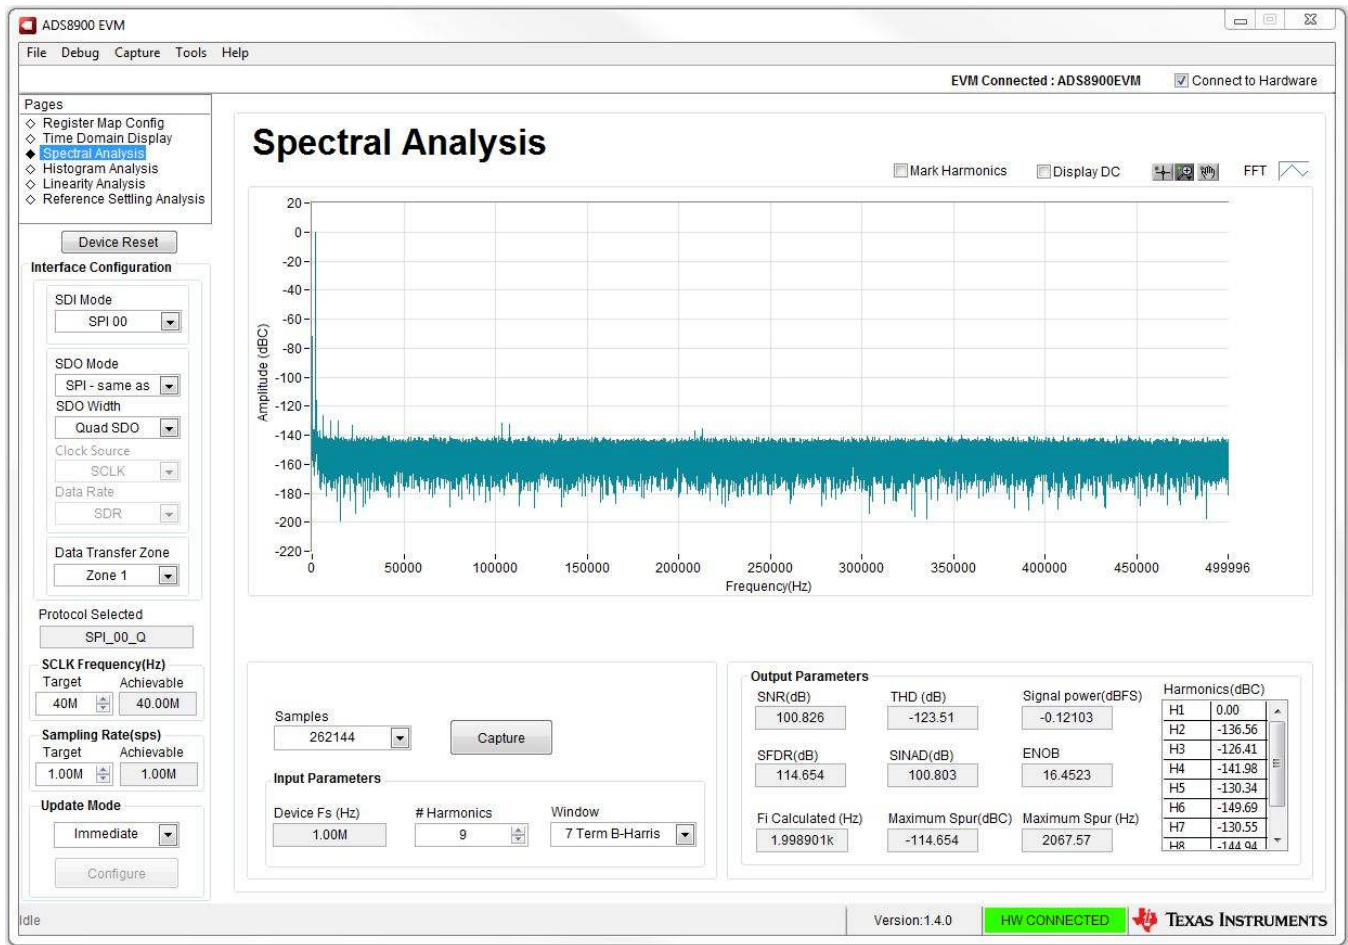 ADS8900 EVM
File Debug Capture Tools Help
EVM Connected : ADS8900EVM
Connect to Hardware
Pages
Register Map Config
Time Domain Display
Spectral Analysis
Histogram Analysis
Linearity Analysis
Reference Settling Analysis
Device Reset
Interface Configuration
SDI Mode
SPI 00
SDO Mode
SPI - same as
SDO Width
Quad SDO
Clock Source
SCLK
Data Rate
SDR
Data Transfer Zone
Zone 1
Protocol Selected
SPI_00_Q
SCLK Frequency(Hz)
Target Achievable
40M 40.00M
Sampling Rate(sps)
Target Achievable
1.00M 1.00M
Update Mode
Immediate
Configure
Spectral Analysis
Mark Harmonics Display DC FFT
Amplitude (dBC)
20
0
-20
-40
-60
-80
-100
-120
-140
-160
-180
-200
-220
0 50000 100000 150000 200000 250000 300000 350000 400000 450000 499996
Frequency(Hz)
Samples
262144
Capture
Input Parameters
Device Fs (Hz) # Harmonics Window
1.00M 9 7 Term B-Harris
Output Parameters
SNR(dB) THD (dB) Signal power(dBFS)
100.826 -123.51 -0.12103
SFDR(dB) SINAD(dB) ENOB
114.654 100.803 16.4523
Fi Calculated (Hz) Maximum Spur(dBC) Maximum Spur (Hz)
1.998901k -114.654 2067.57
Harmonics(dBC)
H1 0.00
H2 -136.56
H3 -126.41
H4 -141.98
H5 -130.34
H6 -149.69
H7 -130.55
H8 -144.94
Idle
Version:1.4.0
HW CONNECTED
TEXAS INSTRUMENTS